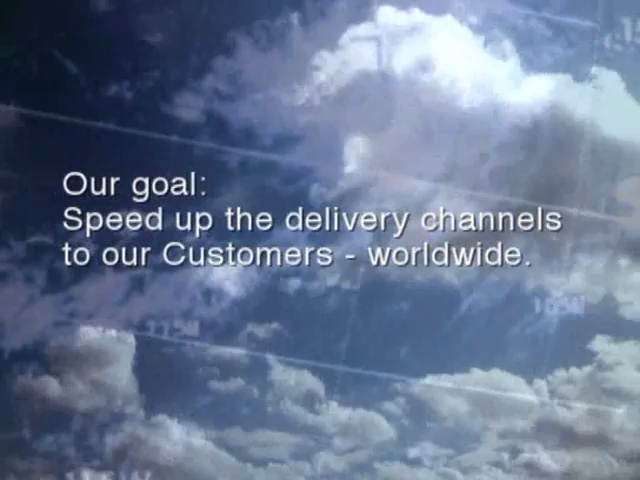 Our goal:
Speed up the delivery channels
to our Customers - worldwide.